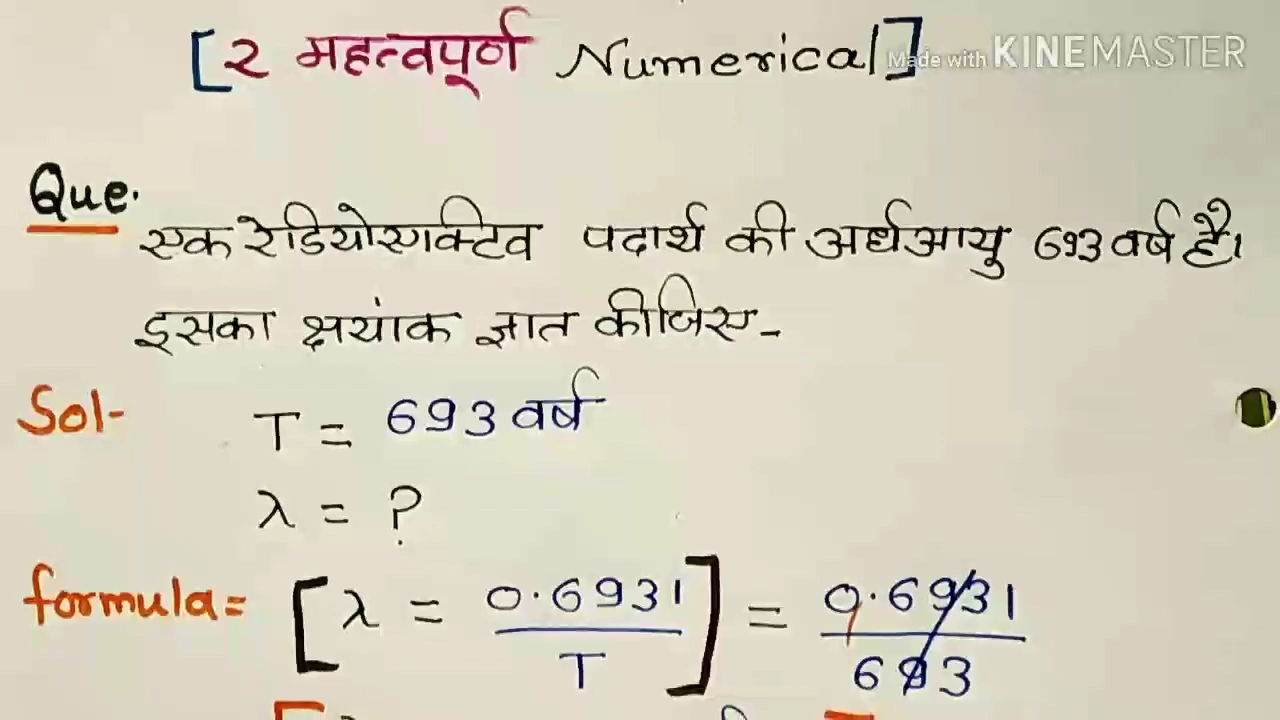 [२ महत्वपूर्ण Numerical]
Made with KINEMASTER
Que.
एक रेडियोएक्टिव पदार्थ की अर्धआयु 693 वर्ष है।
इसका क्षयांक ज्ञात कीजिए-
Sol- T = 693 वर्ष
λ = ?
formula= [λ = 0.6931/T] = 0.6931/693